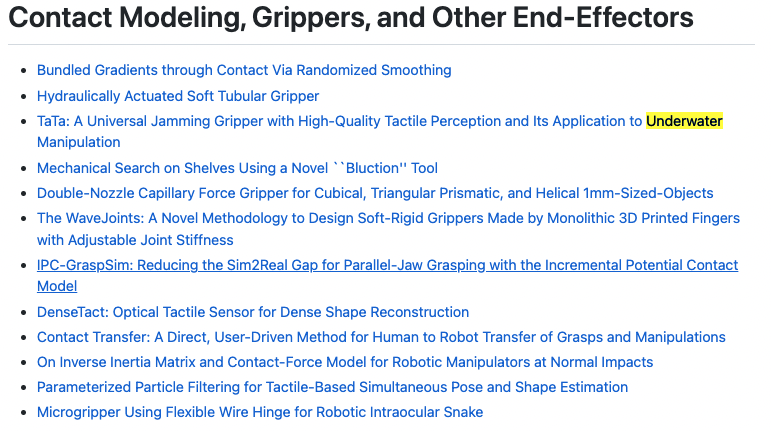 Contact Modeling, Grippers, and Other End-Effectors
Bundled Gradients through Contact Via Randomized Smoothing
Hydraulically Actuated Soft Tubular Gripper
TaTa: A Universal Jamming Gripper with High-Quality Tactile Perception and Its Application to Underwater
Manipulation
Mechanical Search on Shelves Using a Novel ``Bluction'' Tool
Double-Nozzle Capillary Force Gripper for Cubical, Triangular Prismatic, and Helical 1mm-Sized-Objects
The WaveJoints: A Novel Methodology to Design Soft-Rigid Grippers Made by Monolithic 3D Printed Fingers
with Adjustable Joint Stiffness
IPC-GraspSim: Reducing the Sim2Real Gap for Parallel-Jaw Grasping with the Incremental Potential Contact
Model
DenseTact: Optical Tactile Sensor for Dense Shape Reconstruction
Contact Transfer: A Direct, User-Driven Method for Human to Robot Transfer of Grasps and Manipulations
On Inverse Inertia Matrix and Contact-Force Model for Robotic Manipulators at Normal Impacts
Parameterized Particle Filtering for Tactile-Based Simultaneous Pose and Shape Estimation
Microgripper Using Flexible Wire Hinge for Robotic Intraocular Snake